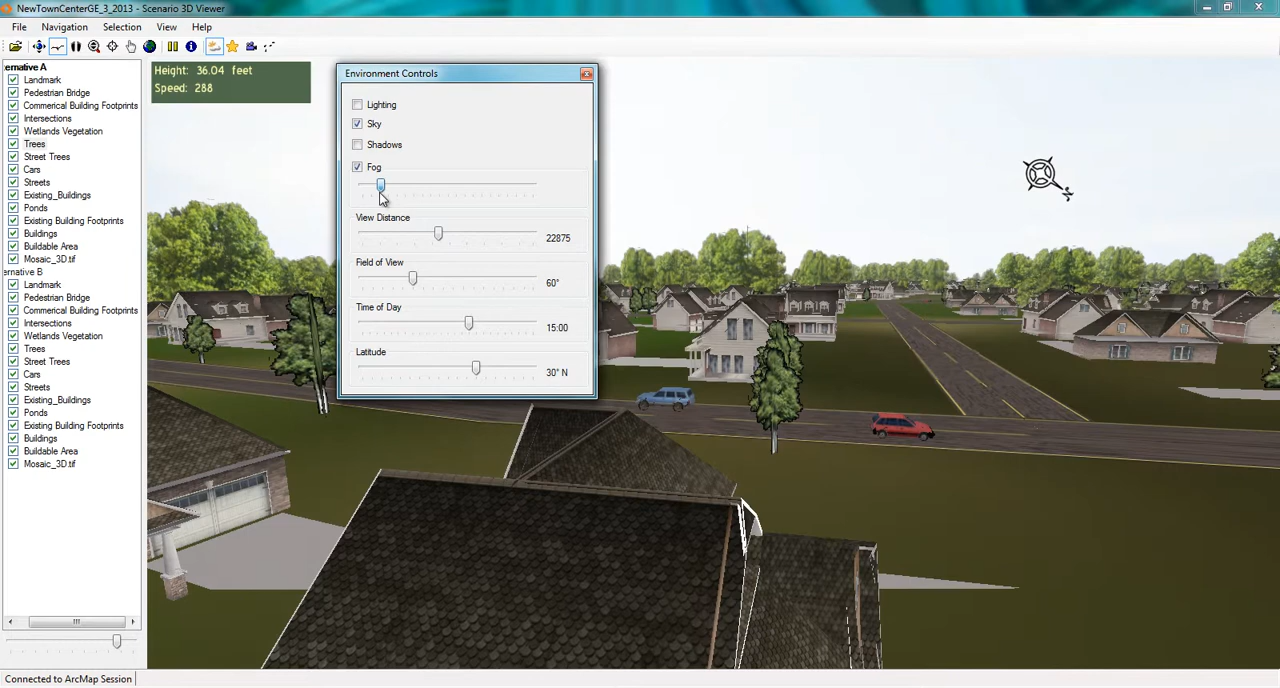 NewTownCenterGE_3_2013 - Scenario 3D Viewer
File Navigation Selection View Help
ernative A
Landmark
Pedestrian Bridge
Commerical Building Footprints
Intersections
Wetlands Vegetation
Trees
Street Trees
Cars
Streets
Existing_Buildings
Ponds
Existing Building Footprints
Buildings
Buildable Area
Mosaic_3D.tif
ernative B
Landmark
Pedestrian Bridge
Commerical Building Footprints
Intersections
Wetlands Vegetation
Trees
Street Trees
Cars
Streets
Existing_Buildings
Ponds
Existing Building Footprints
Buildings
Buildable Area
Mosaic_3D.tif
Height: 36.04 feet
Speed: 288
Environment Controls
Lighting
Sky
Shadows
Fog
View Distance
22875
Field of View
60°
Time of Day
15:00
Latitude
30° N
N
Connected to ArcMap Session